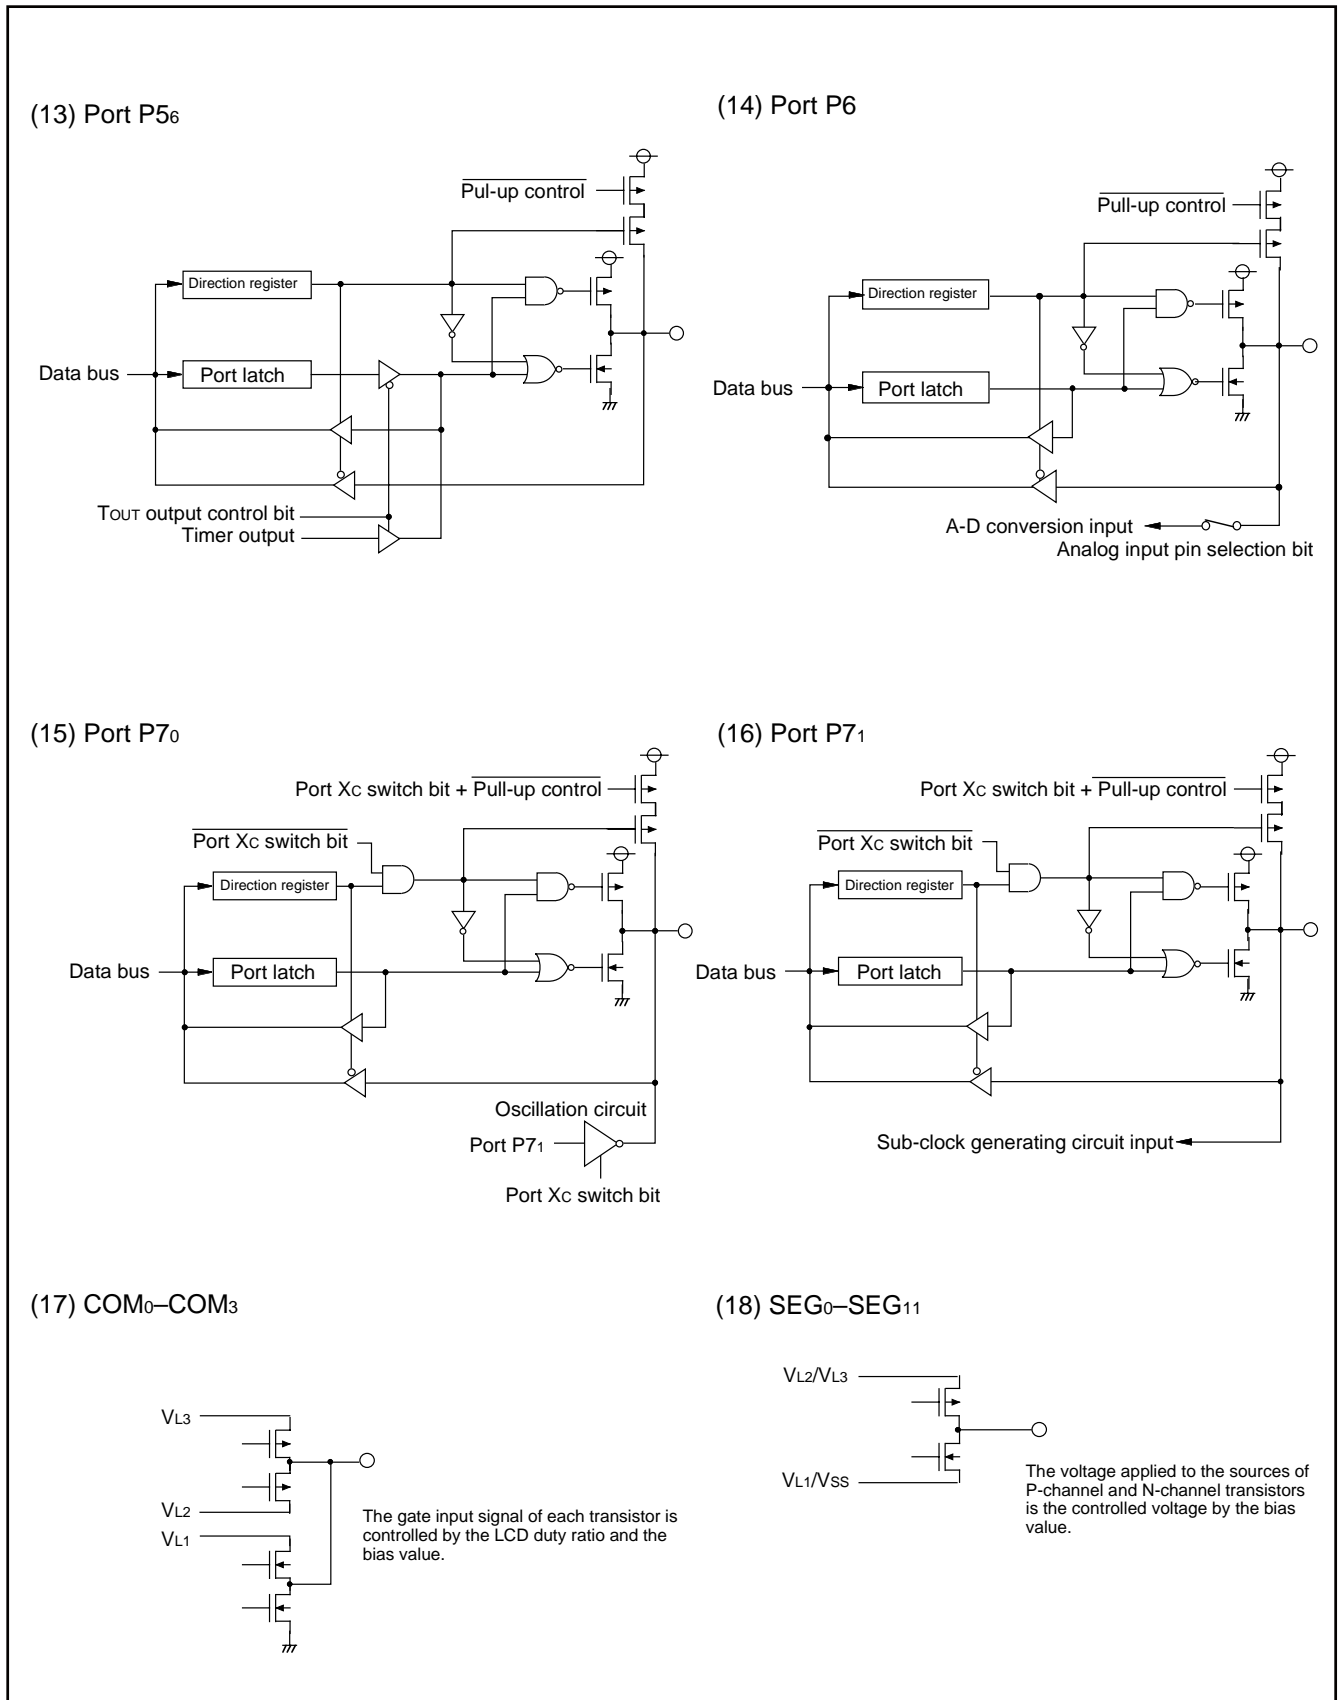 (13) Port P56
Pul-up control
Direction register
Data bus
Port latch
TOUT output control bit
Timer output
(14) Port P6
Pull-up control
Direction register
Data bus
Port latch
A-D conversion input
Analog input pin selection bit
(15) Port P70
Port XC switch bit + Pull-up control
Port XC switch bit
Direction register
Data bus
Port latch
Oscillation circuit
Port P71
Port XC switch bit
(16) Port P71
Port XC switch bit + Pull-up control
Port XC switch bit
Direction register
Data bus
Port latch
Sub-clock generating circuit input
(17) COM0–COM3
VL3
VL2
VL1
The gate input signal of each transistor is
controlled by the LCD duty ratio and the
bias value.
(18) SEG0–SEG11
VL2/VL3
VL1/VSS
The voltage applied to the sources of
P-channel and N-channel transistors
is the controlled voltage by the bias
value.